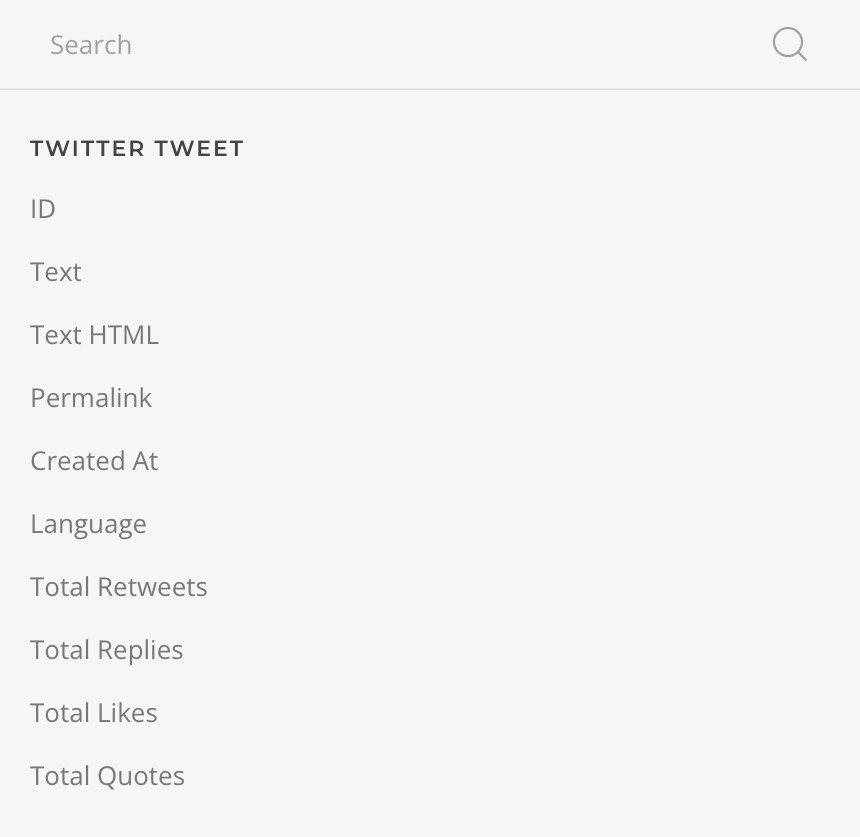 Search
TWITTER TWEET
ID
Text
Text HTML
Permalink
Created At
Language
Total Retweets
Total Replies
Total Likes
Total Quotes